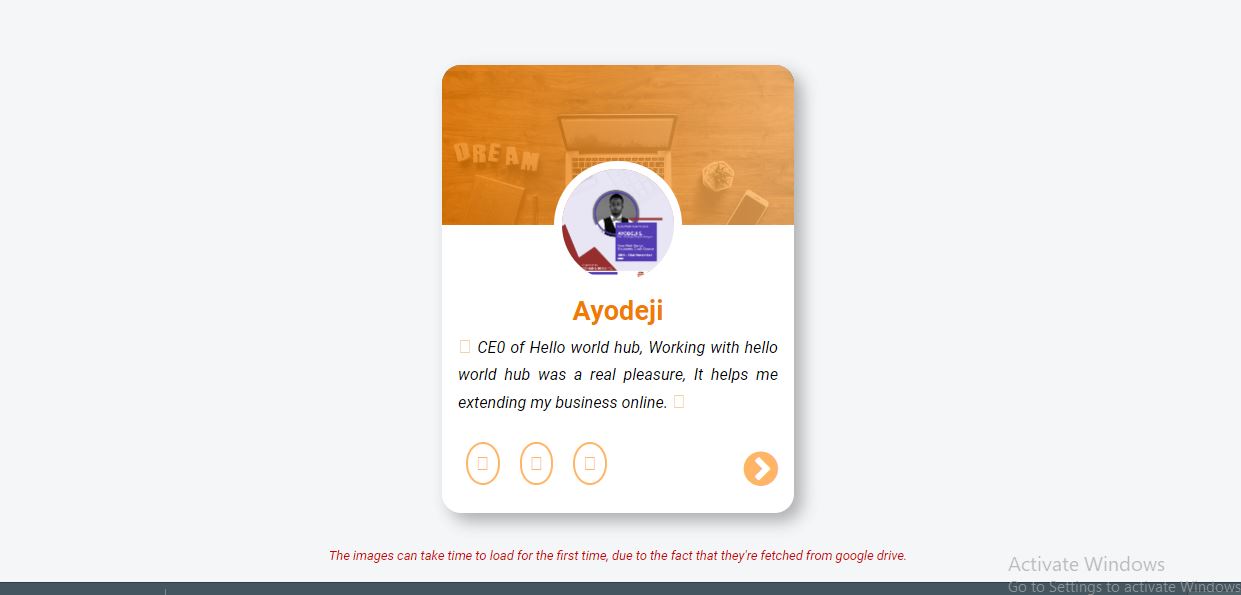 DREAM
AYODEJI S.
Ayodeji
CE0 of Hello world hub, Working with hello
world hub was a real pleasure, It helps me
extending my business online.
The images can take time to load for the first time, due to the fact that they're fetched from google drive.
Activate Windows
Go to Settings to activate Windows